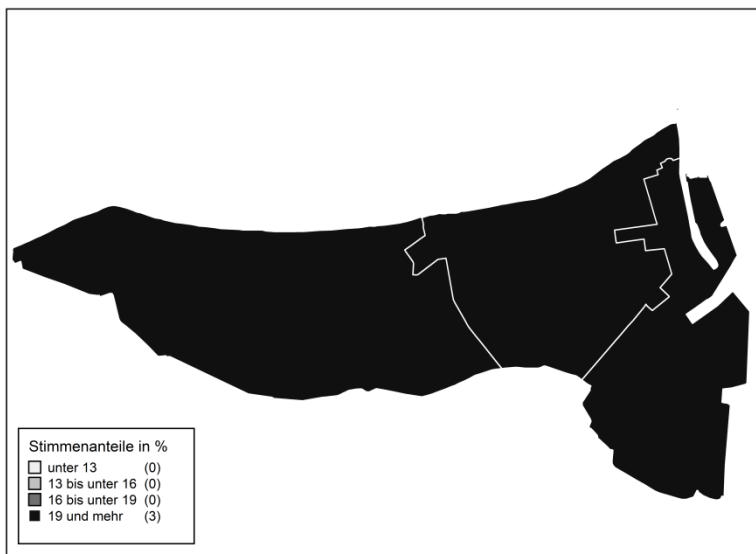 Stimmenanteile in %
unter 13 (0)
13 bis unter 16 (0)
16 bis unter 19 (0)
19 und mehr (3)